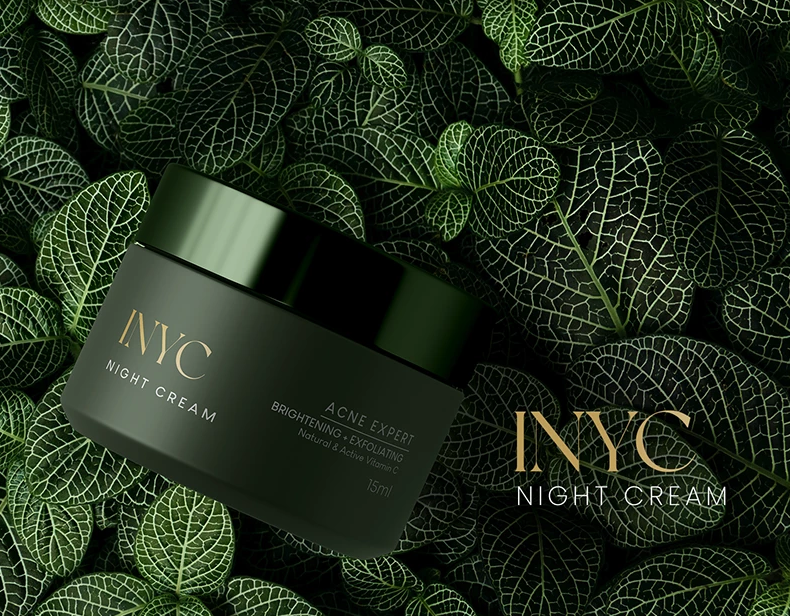 INYC
NIGHT CREAM
ACNE EXPERT
BRIGHTENING + EXFOLIATING
Natural & Active Vitamin C
15ml
INYC
NIGHT CREAM